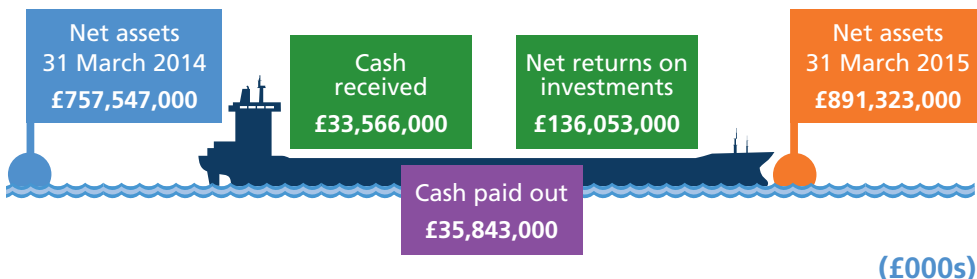 Net assets
31 March 2014
£757,547,000
Cash
received
£33,566,000
Net returns on
investments
£136,053,000
Net assets
31 March 2015
£891,323,000
Cash paid out
£35,843,000
(£000s)